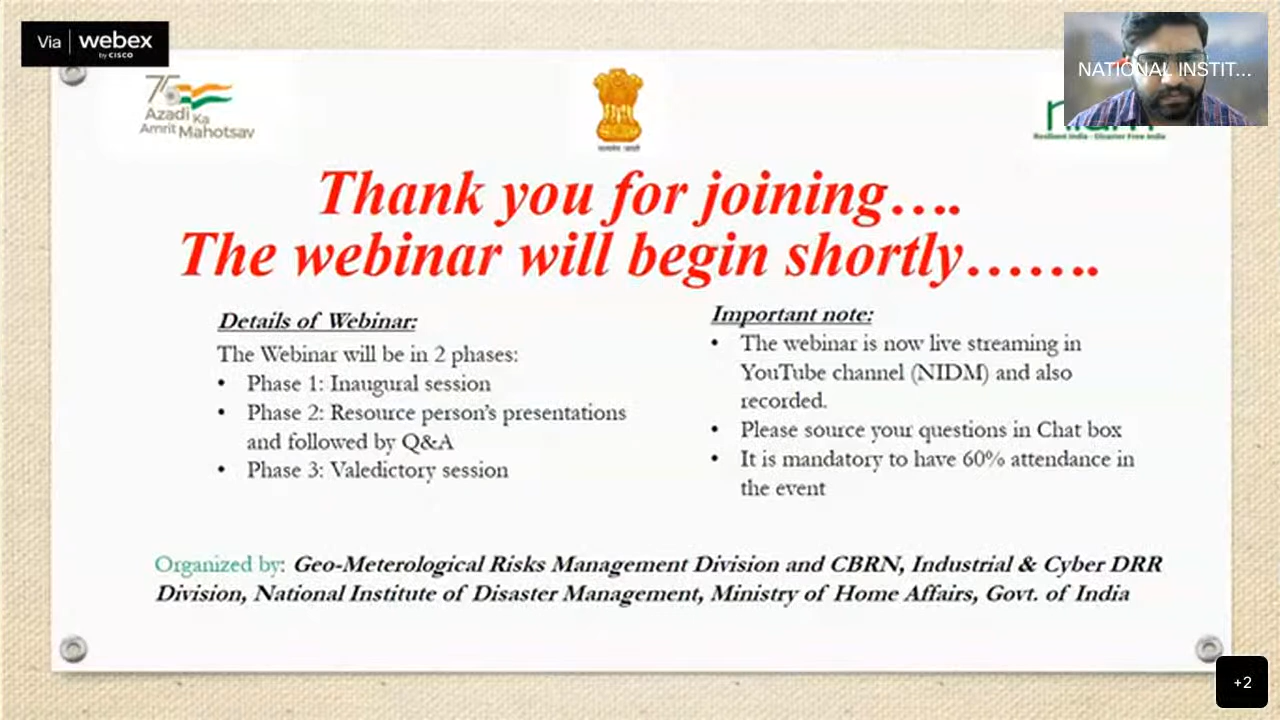 Via webex
by CISCO
NATIONAL INSTIT...
75
Azadi Ka
Amrit Mahotsav
सत्यमेव जयते
Resilient India - Disaster Free India
Thank you for joining....
The webinar will begin shortly.......
Details of Webinar:
The Webinar will be in 2 phases:
• Phase 1: Inaugural session
• Phase 2: Resource person's presentations
and followed by Q&A
• Phase 3: Valedictory session
Important note:
• The webinar is now live streaming in
YouTube channel (NIDM) and also
recorded.
• Please source your questions in Chat box
• It is mandatory to have 60% attendance in
the event
Organized by: Geo-Meterological Risks Management Division and CBRN, Industrial & Cyber DRR
Division, National Institute of Disaster Management, Ministry of Home Affairs, Govt. of India
+2